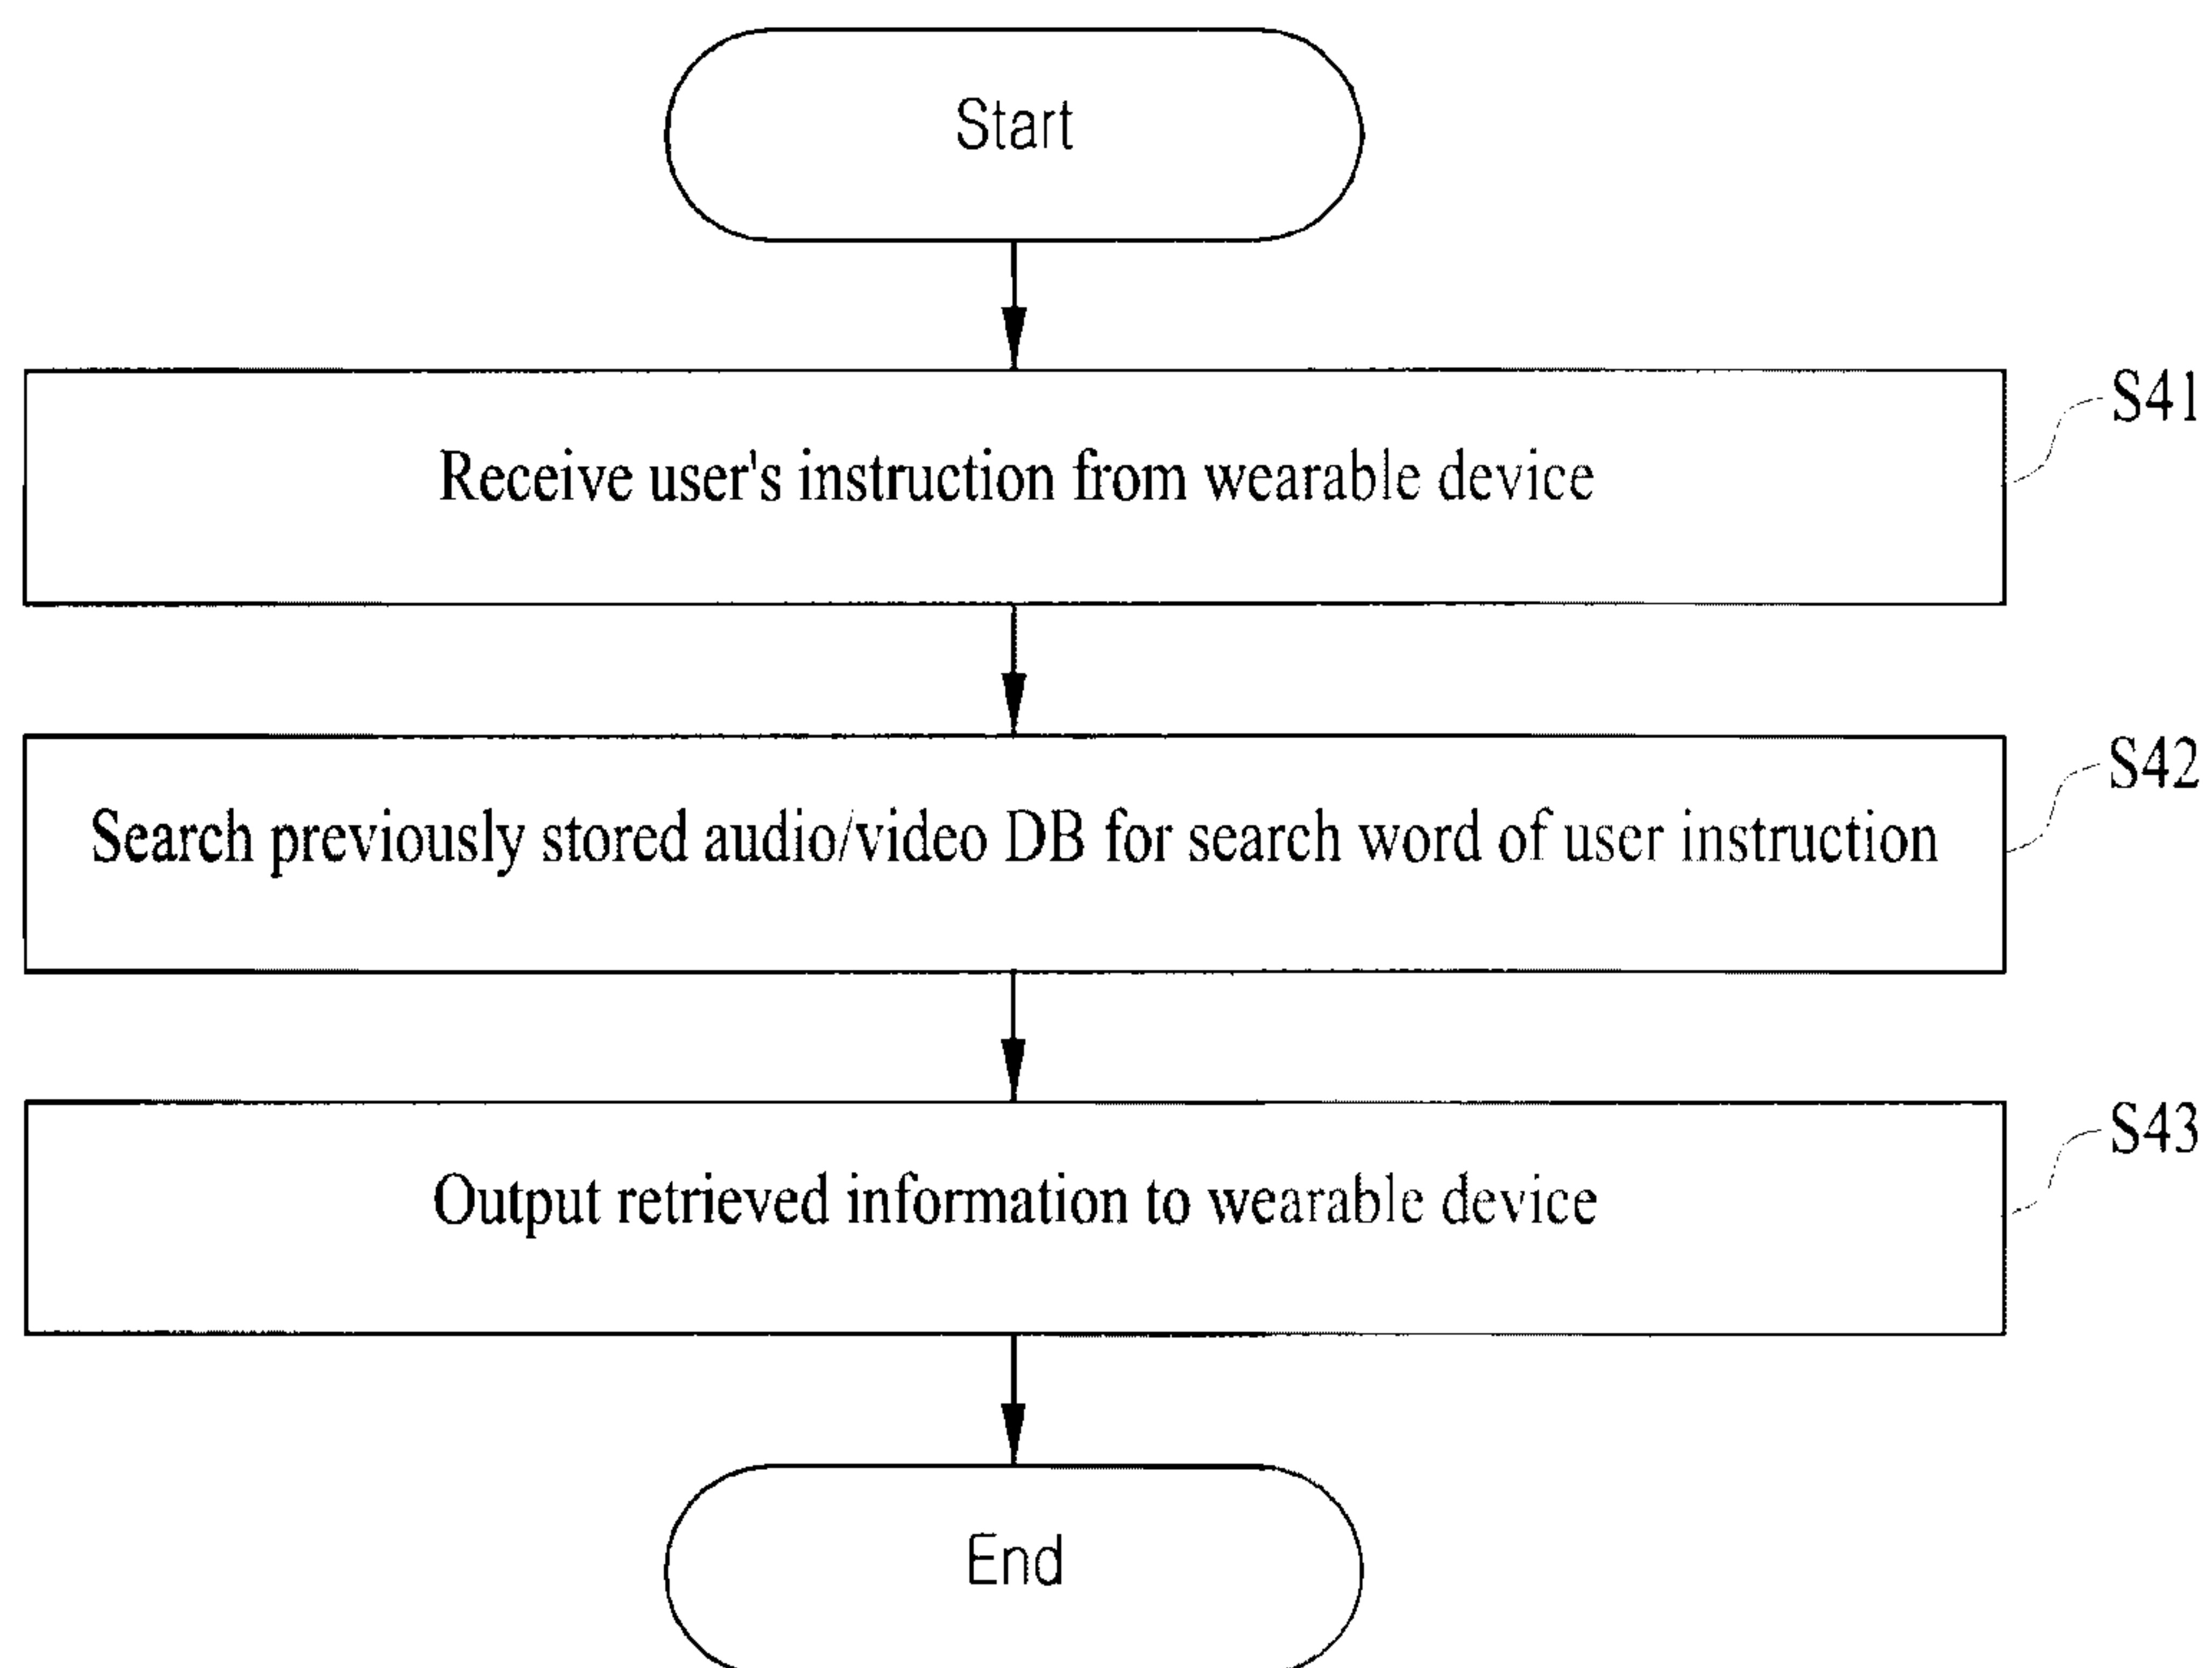 Start
S41
Receive user's instruction from wearable device
S42
Search previously stored audio/video DB for search word of user instruction
S43
Output retrieved information to wearable device
End